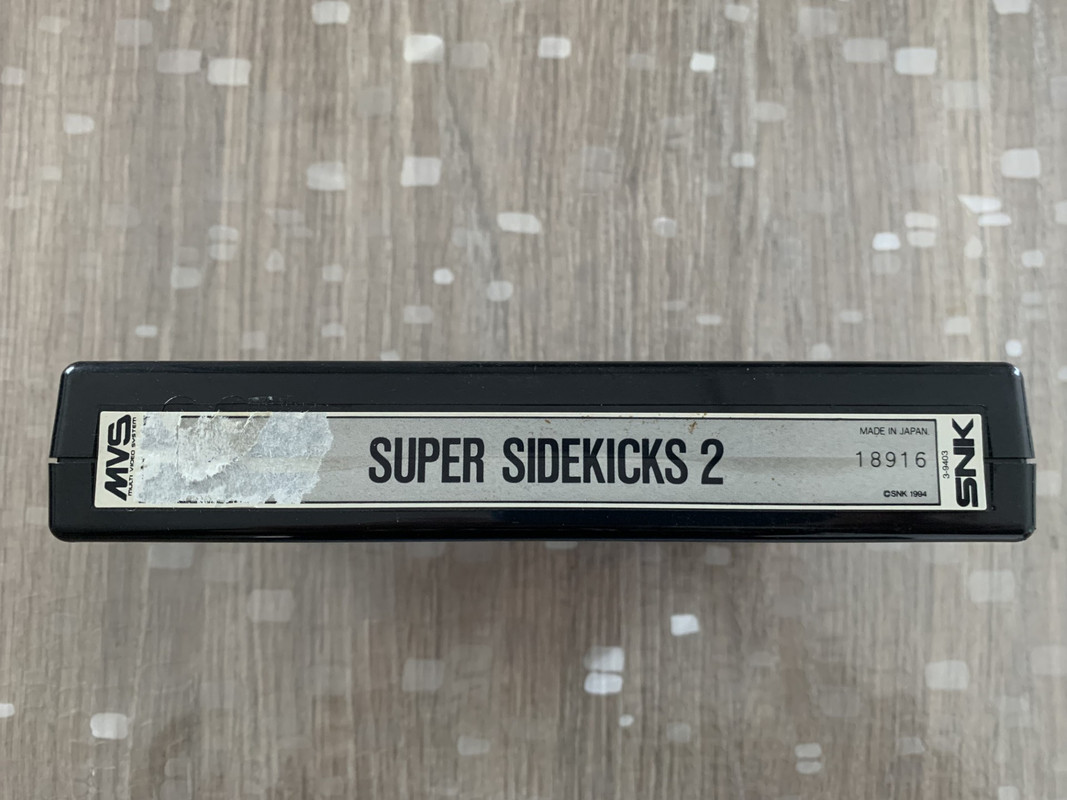 MVS
MULTI VIDEO SYSTEM
SUPER SIDEKICKS 2
MADE IN JAPAN.
18916
©SNK 1994
3-9403
SNK